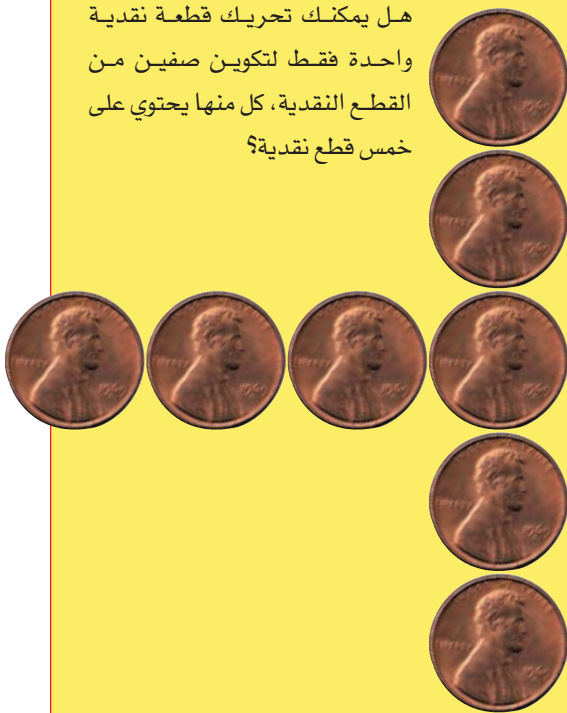 هل يمكنك تحريك قطعة نقدية
واحدة فقط لتكوين صفين من
القطع النقدية، كل منها يحتوي على
خمس قطع نقدية؟